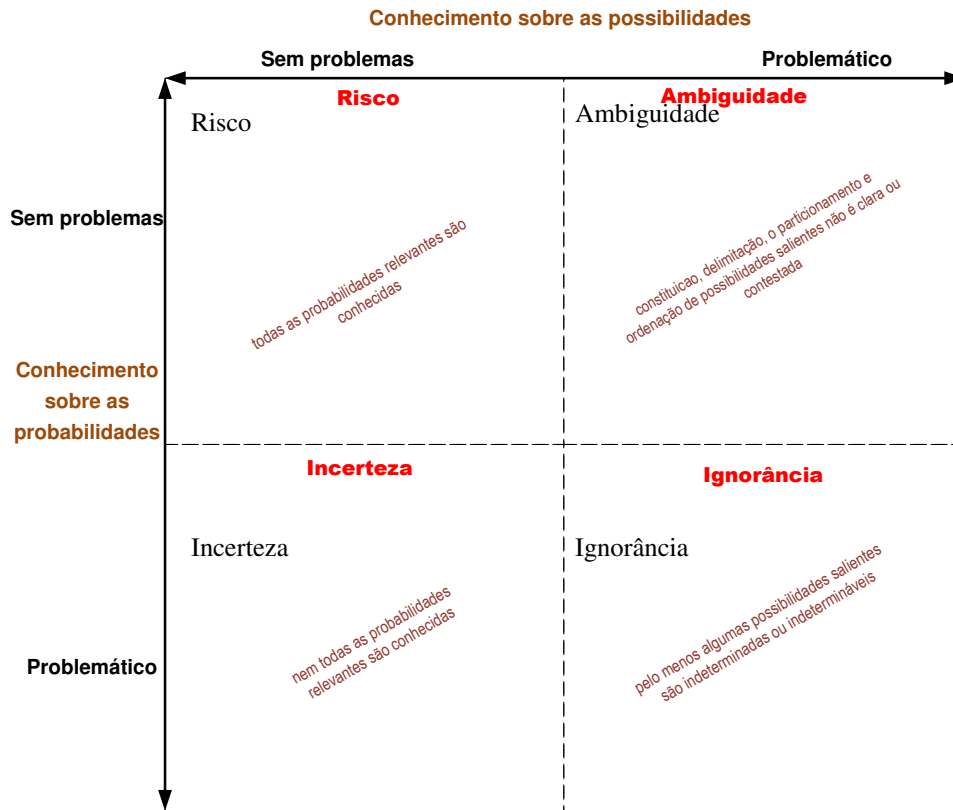 Conhecimento sobre as possibilidades
Sem problemas
Problemático
Risco
Ambiguidade
Risco
Ambiguidade
Sem problemas
todas as probabilidades relevantes são
conhecidas
constituicao, delimitação, o particionamento e
ordenação de possibilidades salientes não é clara ou
contestada
Conhecimento
sobre as
probabilidades
Incerteza
Ignorância
Incerteza
Ignorância
Problemático
nem todas as probabilidades
relevantes são conhecidas
pelo menos algumas possibilidades salientes
são indeterminadas ou indetermináveis